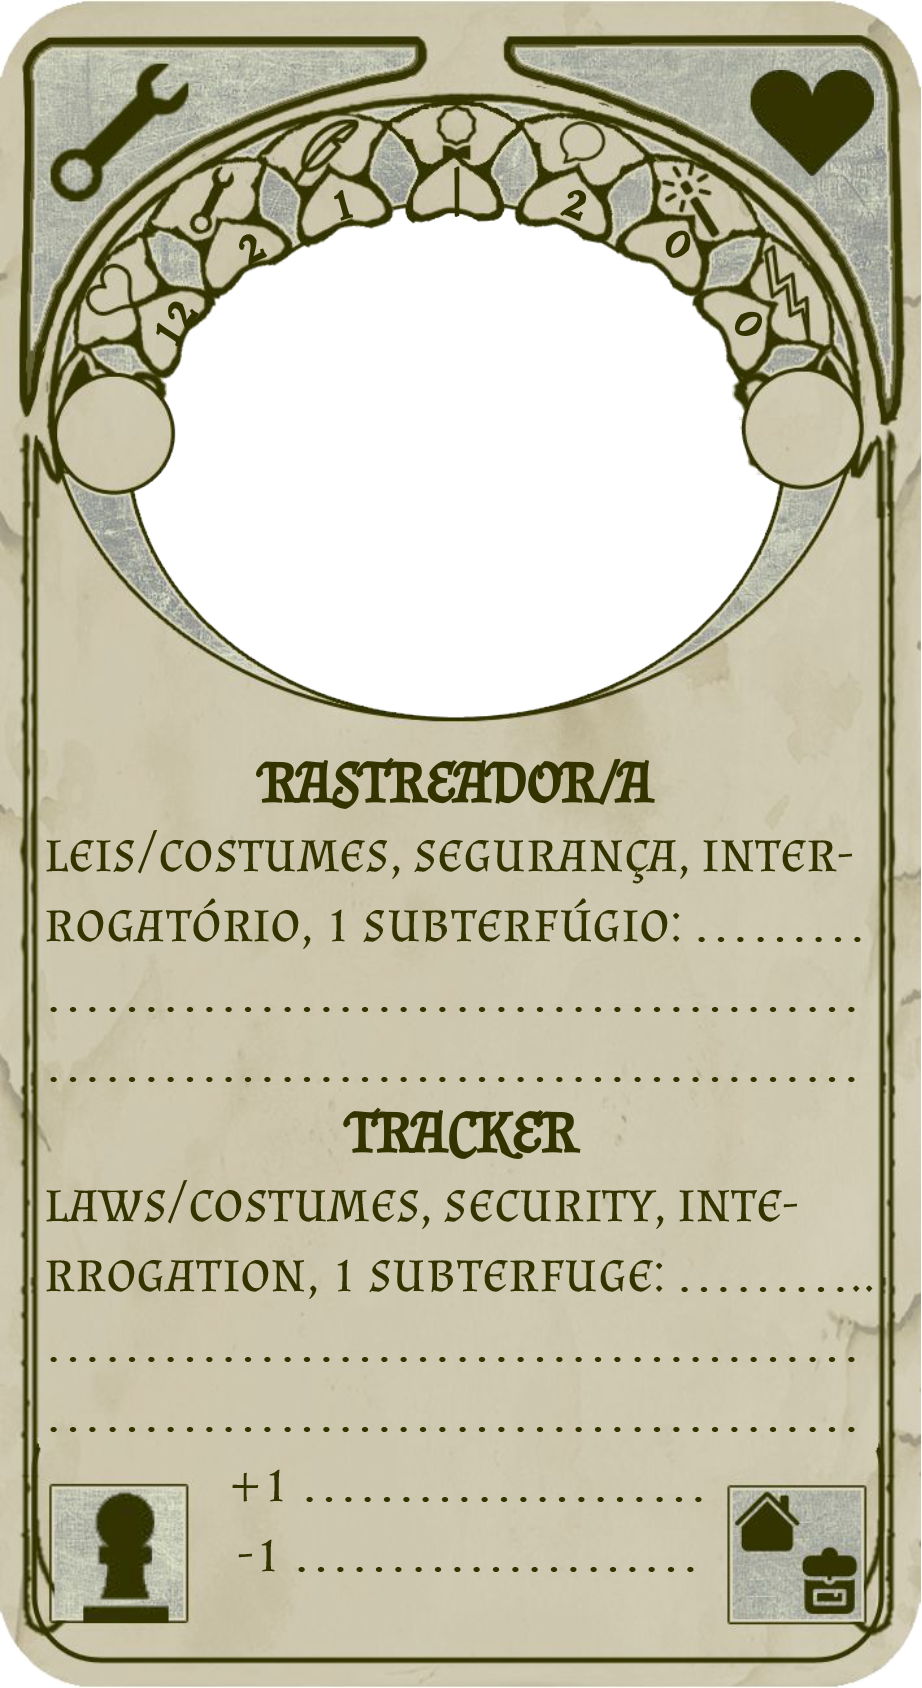 12
2
1
|
2
0
0
RASTREADOR/A
LEIS/COSTUMES, SEGURANÇA, INTER-
ROGATÓRIO, 1 SUBTERFÚGIO: .........
..................................
..................................
TRACKER
LAWS/COSTUMES, SECURITY, INTE-
RROGATION, 1 SUBTERFUGE: ..........
..................................
..................................
+1 .................
-1 .................